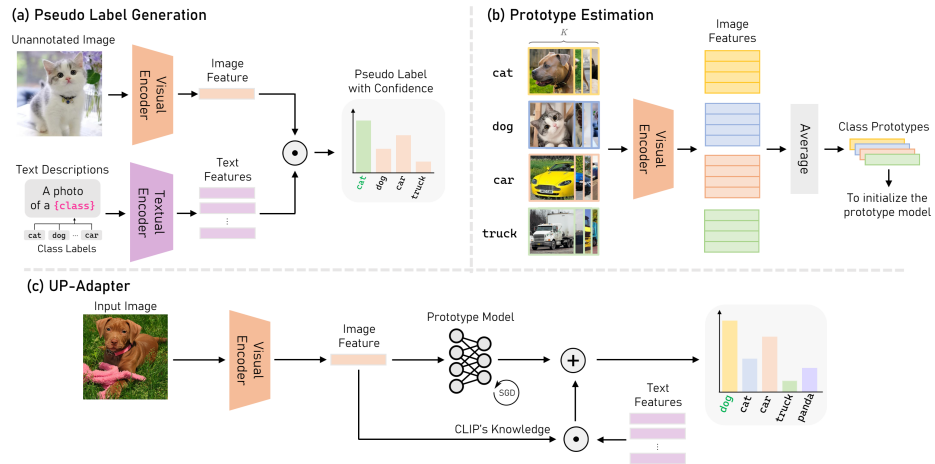 (a) Pseudo Label Generation
Unannotated Image
Visual
Encoder
Image
Feature
Pseudo Label
with Confidence
cat
dog
car
truck
Text Descriptions
A photo
of a {class}
cat dog ... car
Class Labels
Textual
Encoder
Text
Features
...
(b) Prototype Estimation
K
Image
Features
cat
dog
car
truck
Visual
Encoder
Average
Class Prototypes
To initialize the
prototype model
(c) UP-Adapter
Input Image
Visual
Encoder
Image
Feature
Prototype Model
SGD
+
CLIP's Knowledge
Text
Features
...
dog
cat
car
truck
panda